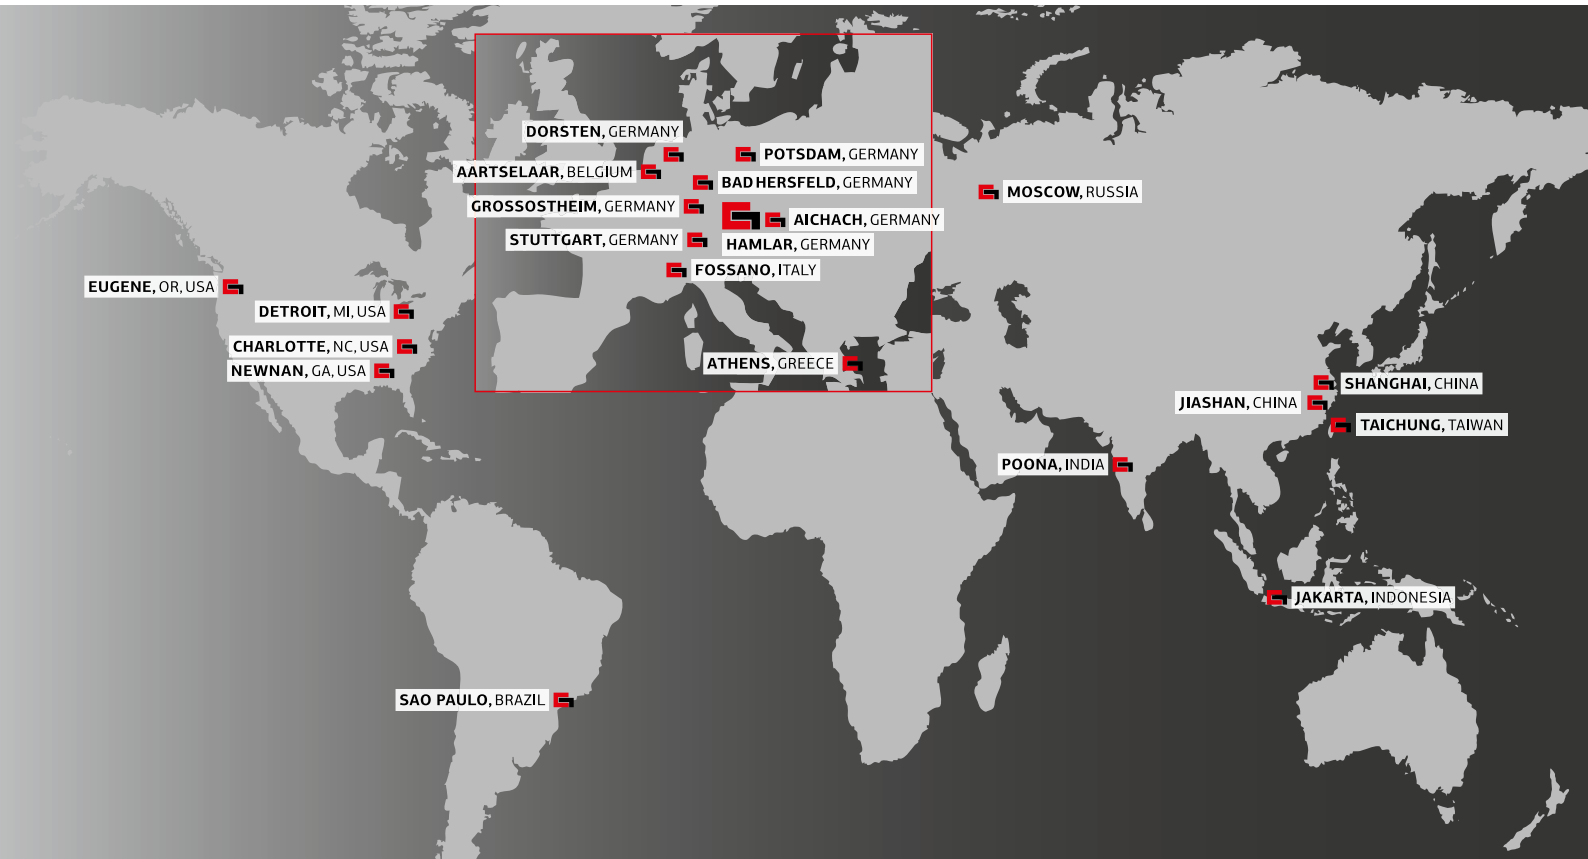 DORSTEN, GERMANY
POTSDAM, GERMANY
AARTSELAAR, BELGIUM
BAD HERSFELD, GERMANY
MOSCOW, RUSSIA
GROSSOSTHEIM, GERMANY
AICHACH, GERMANY
STUTTGART, GERMANY
HAMLAR, GERMANY
FOSSANO, ITALY
EUGENE, OR, USA
DETROIT, MI, USA
CHARLOTTE, NC, USA
NEWNAN, GA, USA
ATHENS, GREECE
SHANGHAI, CHINA
JIASHAN, CHINA
TAICHUNG, TAIWAN
POONA, INDIA
JAKARTA, INDONESIA
SAO PAULO, BRAZIL